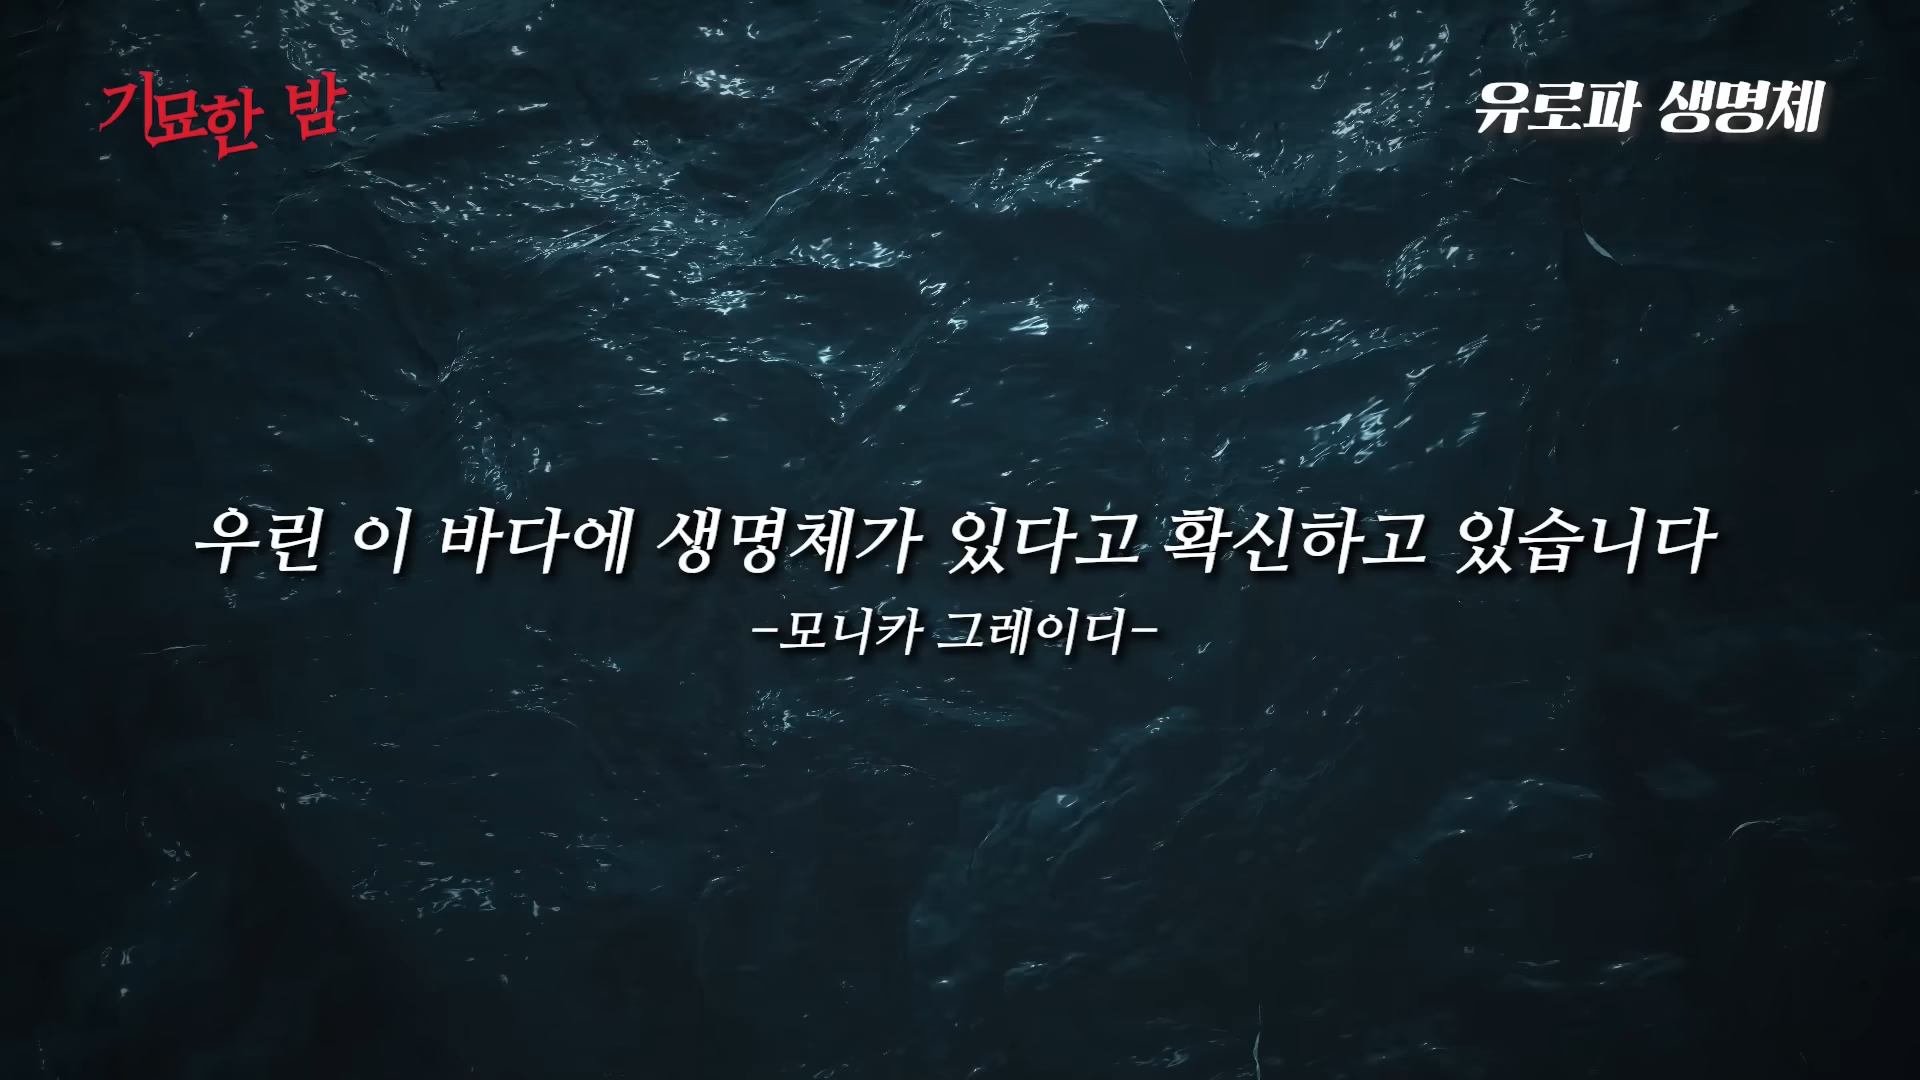 기묘한 밤
유로파 생명체
우린 이 바다에 생명체가 있다고 확신하고 있습니다
-모니카 그레이디-